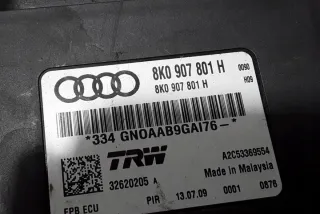 8K0 907 801 H 0090
8K0 907 801 H H09
*334 GNOAAB9GAI76-*
TRW A2C53369554
32620205 A Made in Malaysia
EPB ECU PIR 13.07.09 0001 0876